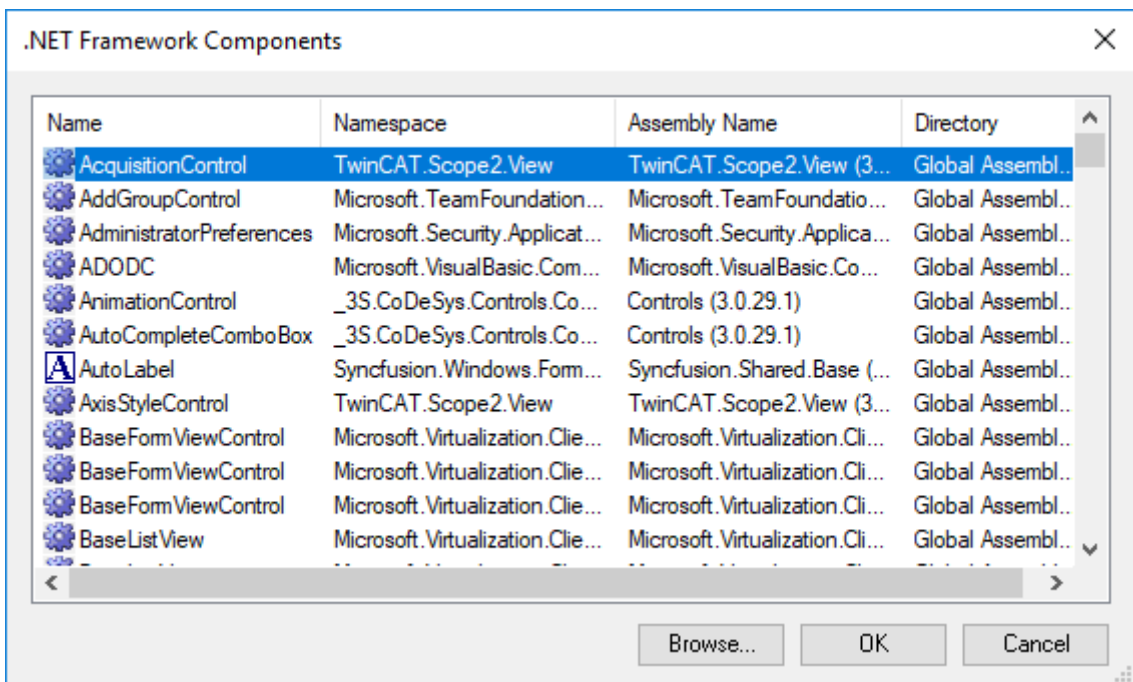 .NET Framework Components
Name Namespace Assembly Name Directory
AcquisitionControl TwinCAT.Scope2.View TwinCAT.Scope2.View (3... Global Assembl..
AddGroupControl Microsoft.TeamFoundation... Microsoft.TeamFoundatio... Global Assembl..
AdministratorPreferences Microsoft.Security.Applicat... Microsoft.Security.Applica... Global Assembl..
ADODC Microsoft.VisualBasic.Com... Microsoft.VisualBasic.Co... Global Assembl..
AnimationControl _3S.CoDeSys.Controls.Co... Controls (3.0.29.1) Global Assembl..
AutoCompleteComboBox _3S.CoDeSys.Controls.Co... Controls (3.0.29.1) Global Assembl..
A AutoLabel Syncfusion.Windows.Form... Syncfusion.Shared.Base (... Global Assembl..
AxisStyleControl TwinCAT.Scope2.View TwinCAT.Scope2.View (3... Global Assembl..
BaseFormViewControl Microsoft.Virtualization.Clie... Microsoft.Virtualization.Cli... Global Assembl..
BaseFormViewControl Microsoft.Virtualization.Clie... Microsoft.Virtualization.Cli... Global Assembl..
BaseFormViewControl Microsoft.Virtualization.Clie... Microsoft.Virtualization.Cli... Global Assembl..
BaseListView Microsoft.Virtualization.Clie... Microsoft.Virtualization.Cli... Global Assembl..
Browse... OK Cancel